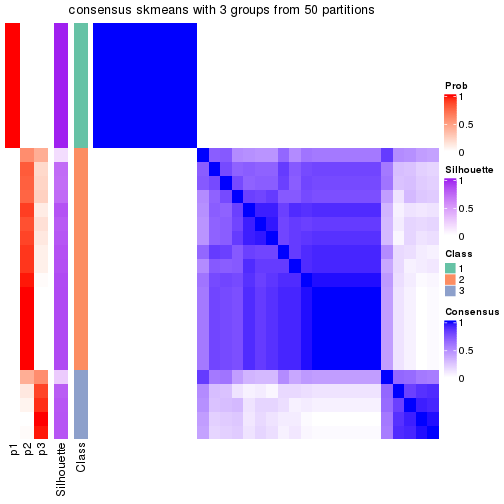 consensus skmeans with 3 groups from 50 partitions
Prob
1
0.5
0
Silhouette
1
0.5
0
Class
1
2
3
Consensus
1
0.5
0
p1
p2
p3
Silhouette
Class